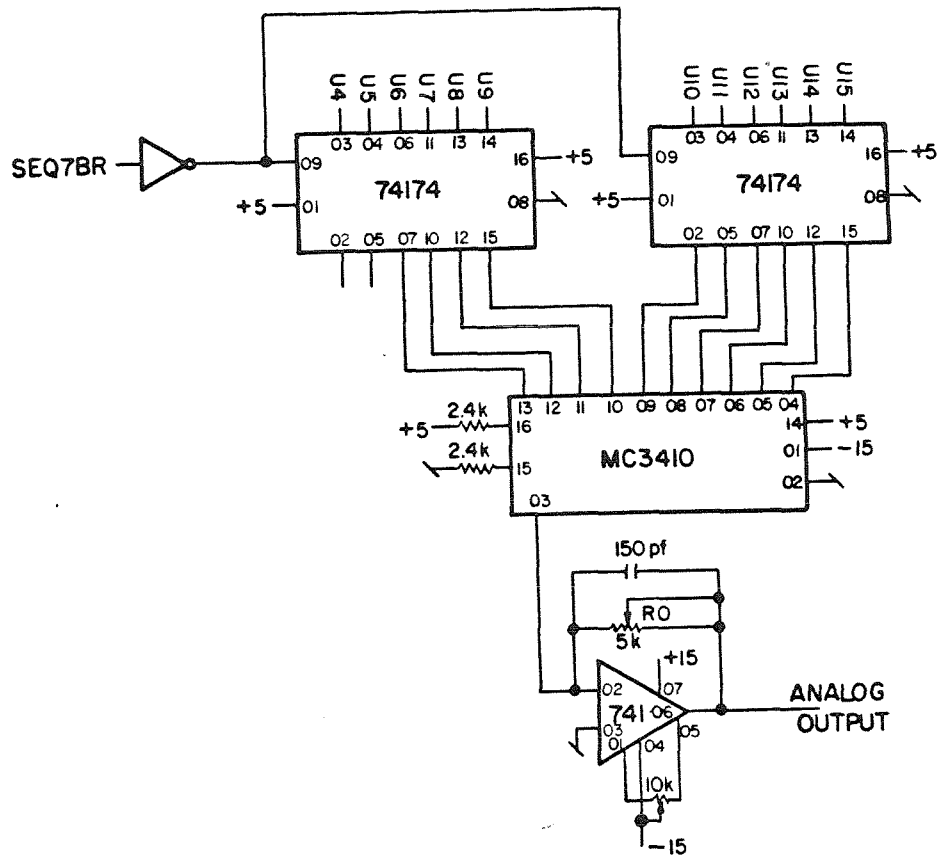 U4 U5 U6 U7 U8 U9
U10 U11 U12 U13 U14 U15
03 04 06 11 13 14
03 04 06 11 13 14
SEQ7BR
09
74174
16 +5
+5 01
08
02 05 07 10 12 15
09
74174
16 +5
+5 01
08
02 05 07 10 12 15
13 12 11 10 09 08 07 06 05 04
2.4k
+5
16
2.4k
15
MC3410
14 +5
01 -15
02
03
150 pf
RO
5k
+15
02
07
741
06
03
01
04
05
ANALOG
OUTPUT
10k
-15